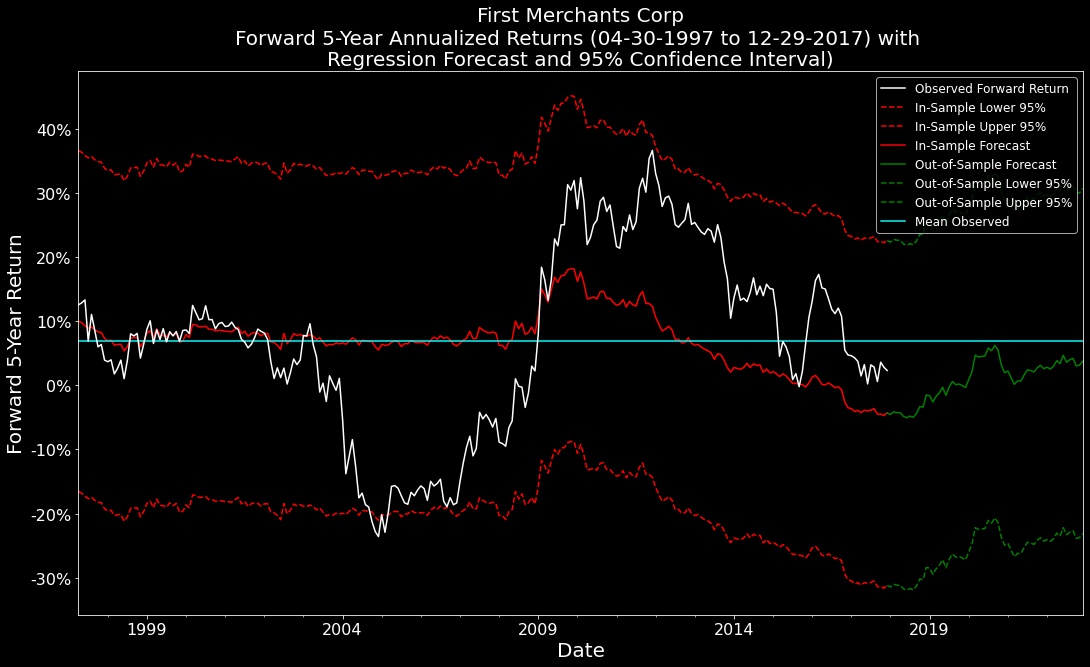 First Merchants Corp
Forward 5-Year Annualized Returns (04-30-1997 to 12-29-2017) with
Regression Forecast and 95% Confidence Interval)
Observed Forward Return
In-Sample Lower 95%
In-Sample Upper 95%
In-Sample Forecast
Out-of-Sample Forecast
Out-of-Sample Lower 95%
Out-of-Sample Upper 95%
Mean Observed
Forward 5-Year Return
40%
30%
20%
10%
0%
-10%
-20%
-30%
1999
2004
2009
2014
2019
Date